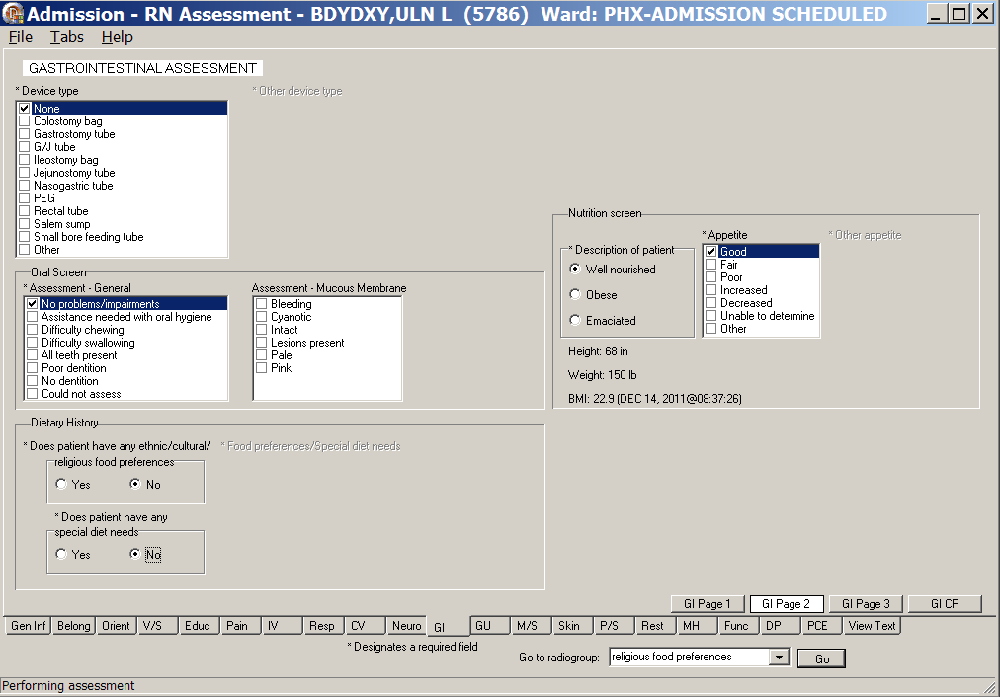 Admission - RN Assessment - BDYDXY,ULN L (5786) Ward: PHX-ADMISSION SCHEDULED
File Tabs Help
GASTROINTESTINAL ASSESSMENT
* Device type
* Other device type
None
Colostomy bag
Gastrostomy tube
G/J tube
Ileostomy bag
Jejunostomy tube
Nasogastric tube
PEG
Rectal tube
Salem sump
Small bore feeding tube
Other
Oral Screen
* Assessment - General
No problems/impairments
Assistance needed with oral hygiene
Difficulty chewing
Difficulty swallowing
All teeth present
Poor dentition
No dentition
Could not assess
Assessment - Mucous Membrane
Bleeding
Cyanotic
Intact
Lesions present
Pale
Pink
Nutrition screen
* Description of patient
Well nourished
Obese
Emaciated
* Appetite
* Other appetite
Good
Fair
Poor
Increased
Decreased
Unable to determine
Other
Height: 68 in
Weight: 150 lb
BMI: 22.9 (DEC 14, 2011@08:37:26)
Dietary History
* Does patient have any ethnic/cultural/
religious food preferences
* Food preferences/Special diet needs
Yes No
* Does patient have any
special diet needs
Yes No
GI Page 1 GI Page 2 GI Page 3 GI CP
Gen Inf Belong Orient V/S Educ Pain IV Resp CV Neuro GI GU M/S Skin P/S Rest MH Func DP PCE View Text
* Designates a required field
Go to radiogroup: religious food preferences Go
Performing assessment